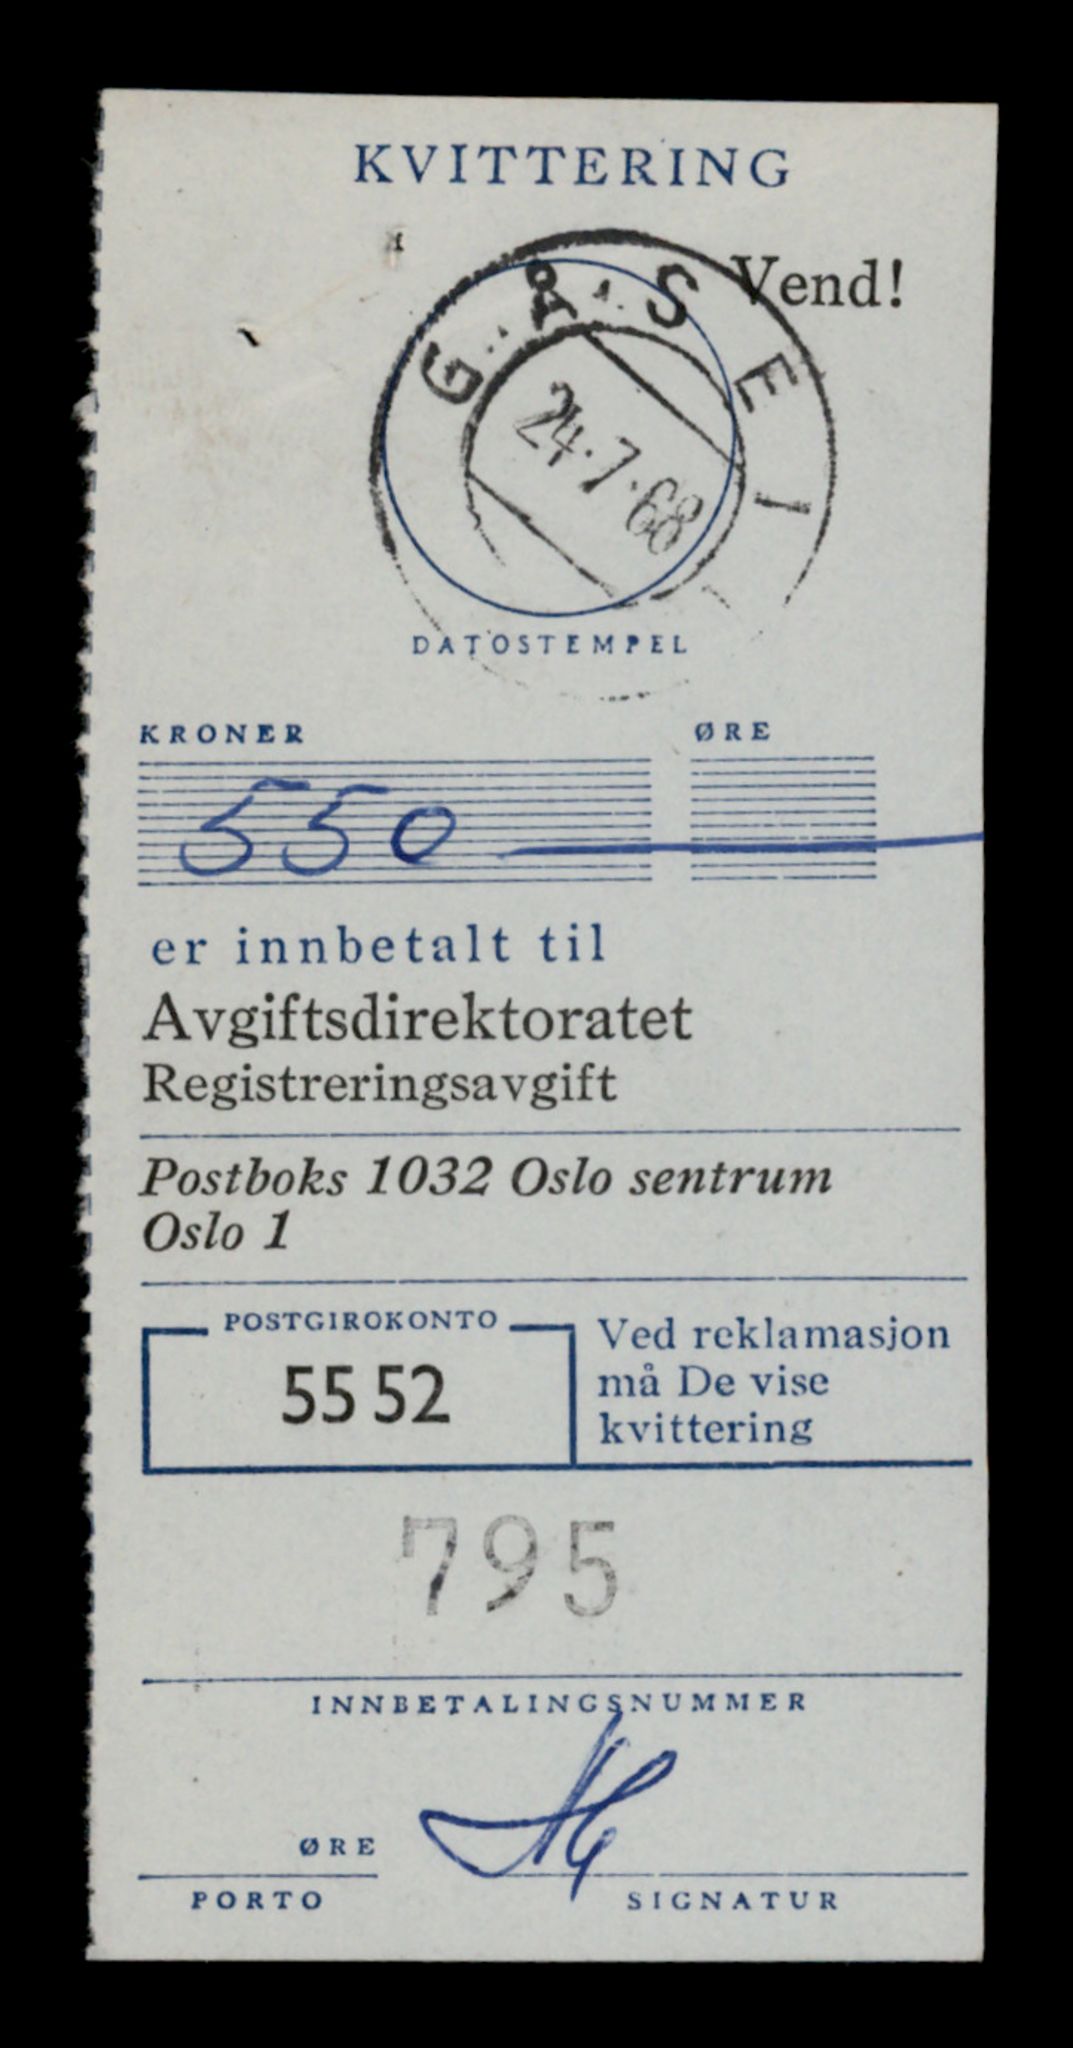 KVITTERING
Vend!
GÅSEI
24.7.68
DATOSTEMPEL
KRONER ØRE
550
er innbetalt til
Avgiftsdirektoratet
Registreringsavgift
Postboks 1032 Oslo sentrum
Oslo 1
POSTGIROKONTO
55 52
Ved reklamasjon
må De vise
kvittering
795
INNBETALINGSNUMMER
ØRE
PORTO SIGNATUR